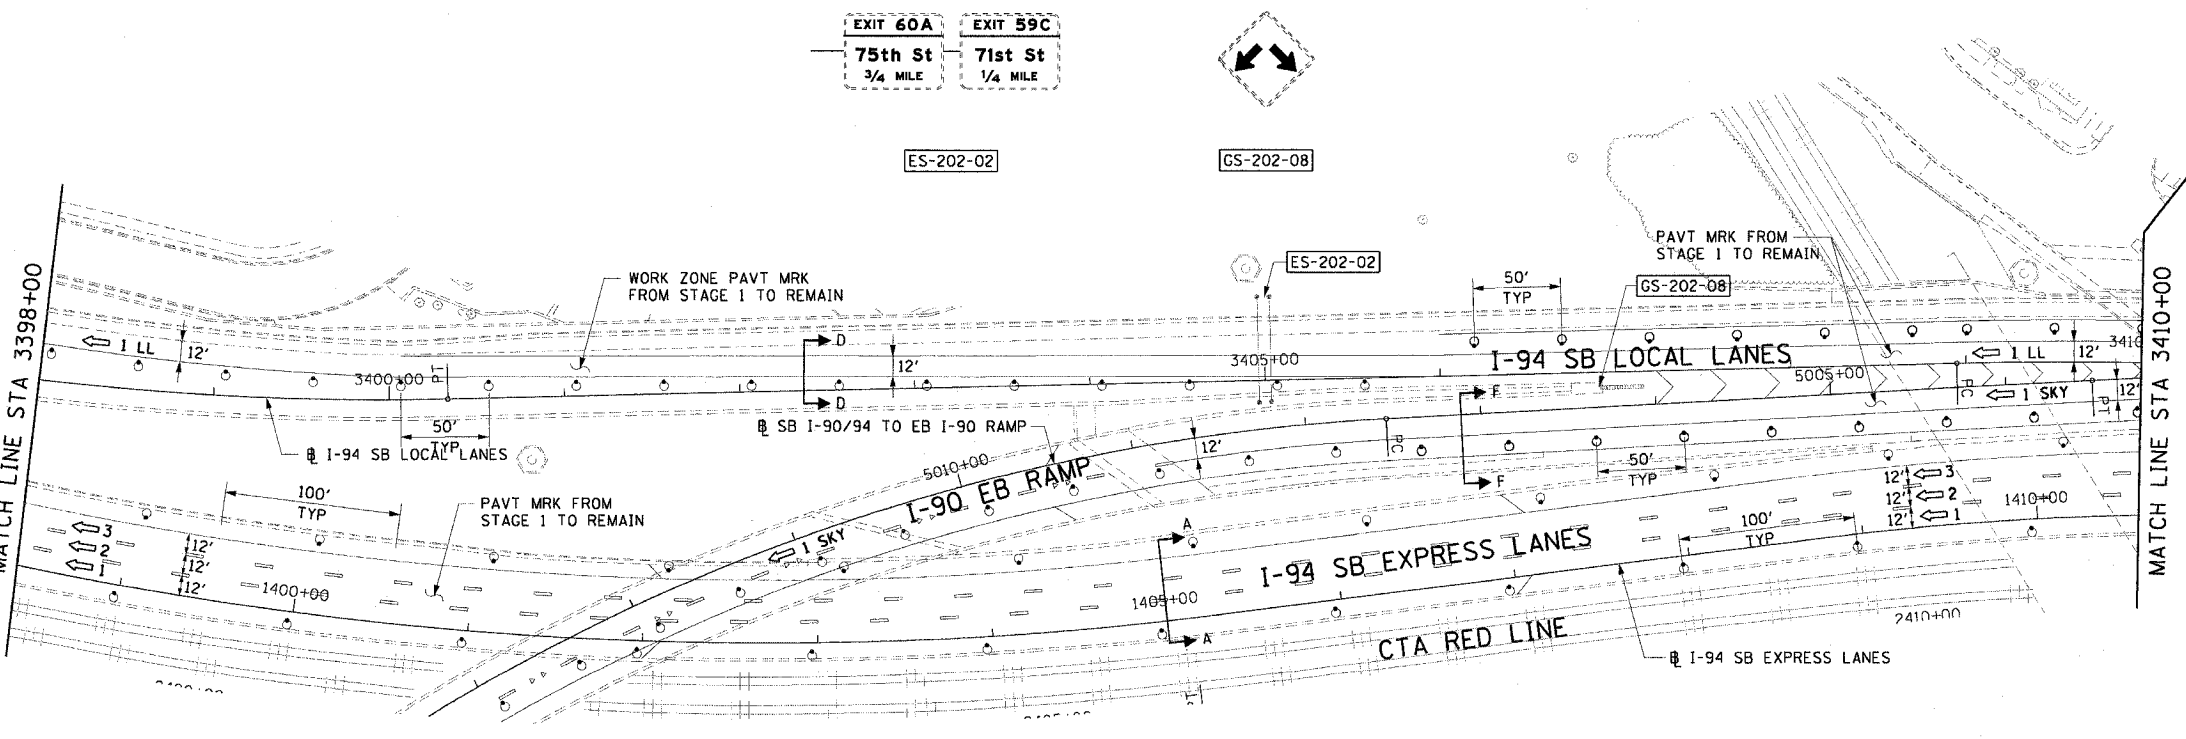 EXIT 60A
75th St
3/4 MILE
EXIT 59C
71st St
1/4 MILE
ES-202-02
GS-202-08
MATCH LINE STA 3398+00
MATCH LINE STA 3410+00
WORK ZONE PAVT MRK
FROM STAGE 1 TO REMAIN
ES-202-02
50'
TYP
PAVT MRK FROM
STAGE 1 TO REMAIN
GS-202-08
1 LL
12'
3400+00
PT
D
D
12'
3405+00
I-94 SB LOCAL LANES
5005+00
1 LL
12'
3410
PC
1 SKY
PT
12'
50'
TYP
℄ I-94 SB LOCAL LANES
℄ SB I-90/94 TO EB I-90 RAMP
12'
PC
F
F
50'
TYP
100'
TYP
PAVT MRK FROM
STAGE 1 TO REMAIN
5010+00
I-90 EB RAMP
1 SKY
3
2
1
12'
12'
12'
1400+00
A
A
1405+00
I-94 SB EXPRESS LANES
100'
TYP
12'
12'
12'
3
2
1
1410+00
CTA RED LINE
2410+00
℄ I-94 SB EXPRESS LANES